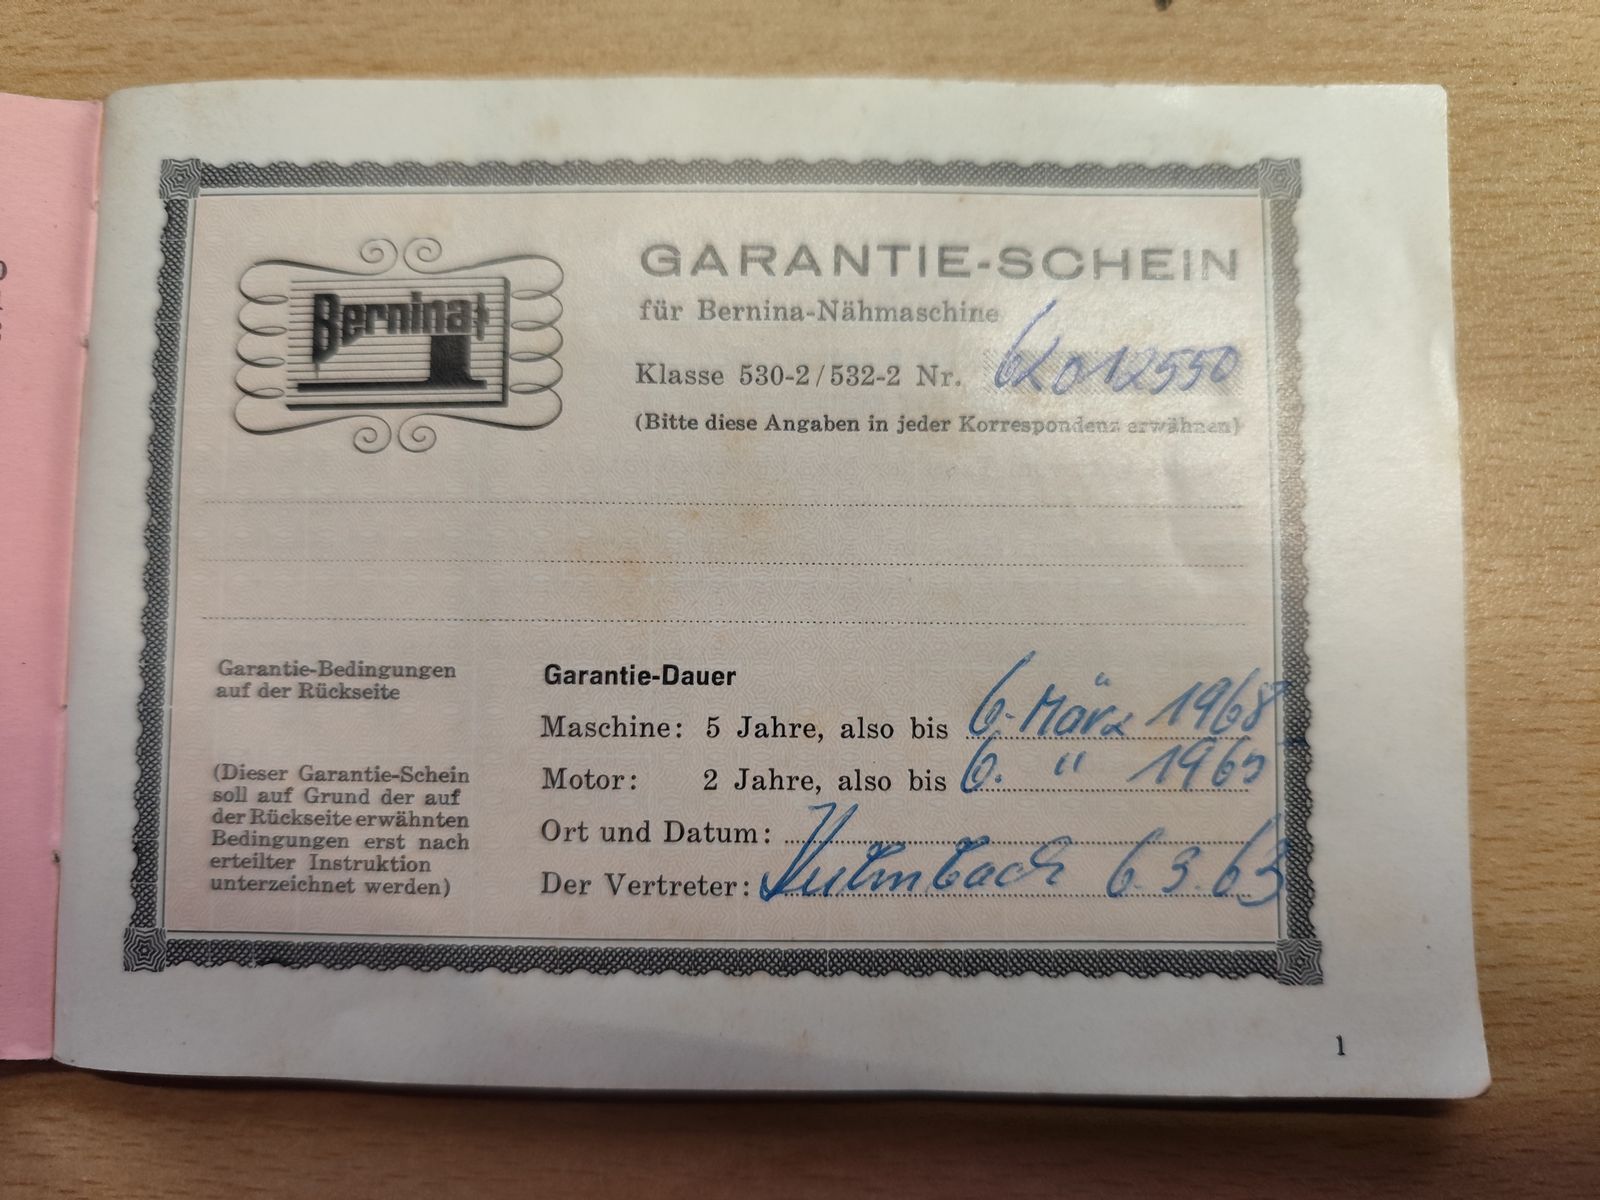 Bernina
GARANTIE-SCHEIN
für Bernina-Nähmaschine
Klasse 530-2/532-2 Nr. 62012550
(Bitte diese Angaben in jeder Korrespondenz erwähnen)
Garantie-Bedingungen
auf der Rückseite
(Dieser Garantie-Schein
soll auf Grund der auf
der Rückseite erwähnten
Bedingungen erst nach
erteilter Instruktion
unterzeichnet werden)
Garantie-Dauer
Maschine: 5 Jahre, also bis 6. März 1968
Motor: 2 Jahre, also bis 6. " 1965
Ort und Datum:
Der Vertreter: Kulmbach 6.3.63
1